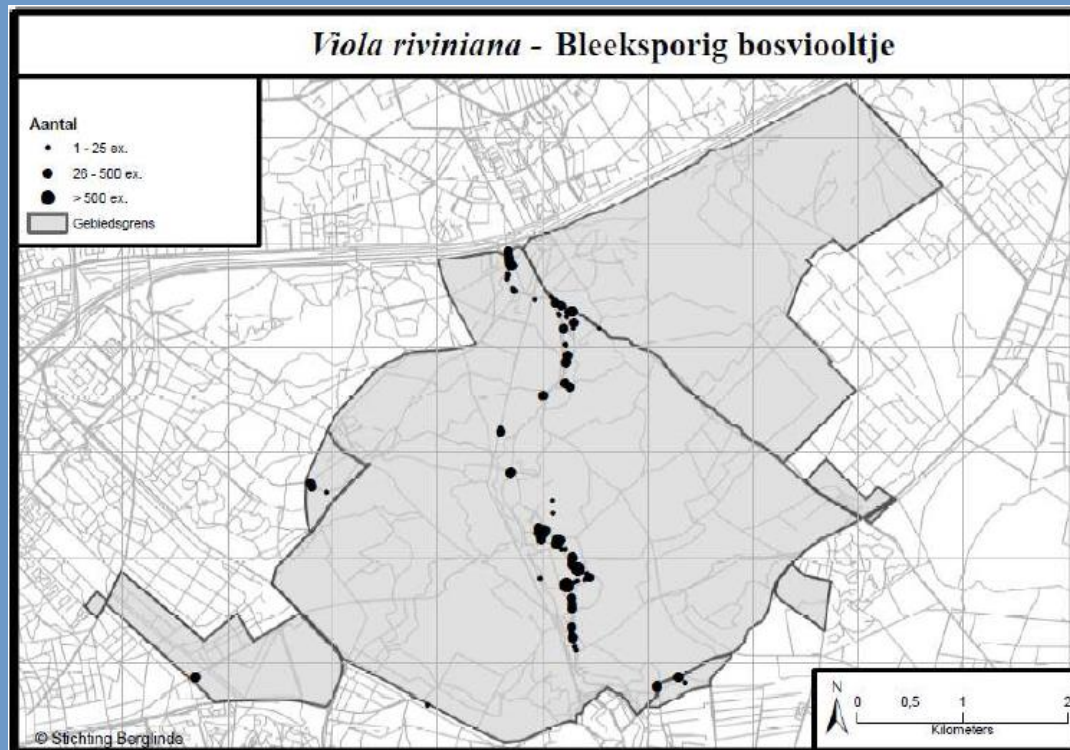 Viola riviniana - Bleeksporig bosviooltje
Aantal
1 - 25 ex.
26 - 500 ex.
> 500 ex.
Gebiedsgrens
N
0 0,5 1 2
Kilometers
© Stichting Berglinde